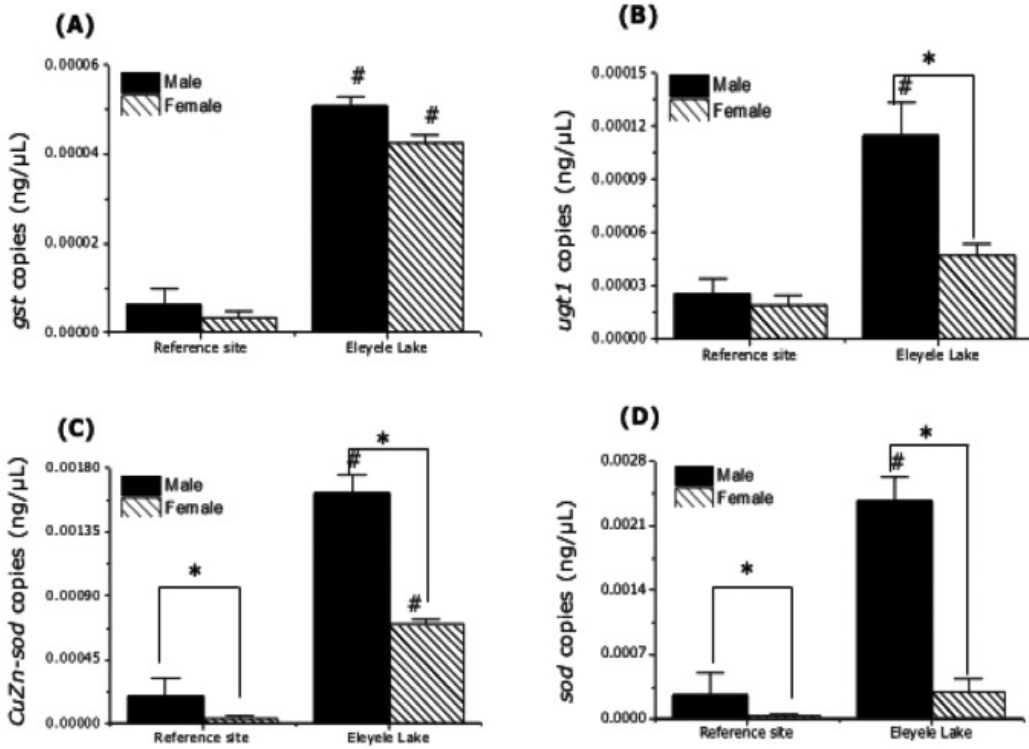 (A)
0.00006
0.00004
0.00002
0.00000
gst copies (ng/µL)
Male
Female
#
#
Reference site
Eleyele Lake
(B)
0.00015
0.00012
0.00009
0.00006
0.00003
0.00000
ugt1 copies (ng/µL)
Male
Female
*
#
Reference site
Eleyele Lake
(C)
0.00180
0.00135
0.00090
0.00045
0.00000
CuZn-sod copies (ng/µL)
Male
Female
*
*
#
#
Reference site
Eleyele Lake
(D)
0.0028
0.0021
0.0014
0.0007
0.0000
sod copies (ng/µL)
Male
Female
*
*
#
Reference site
Eleyele Lake